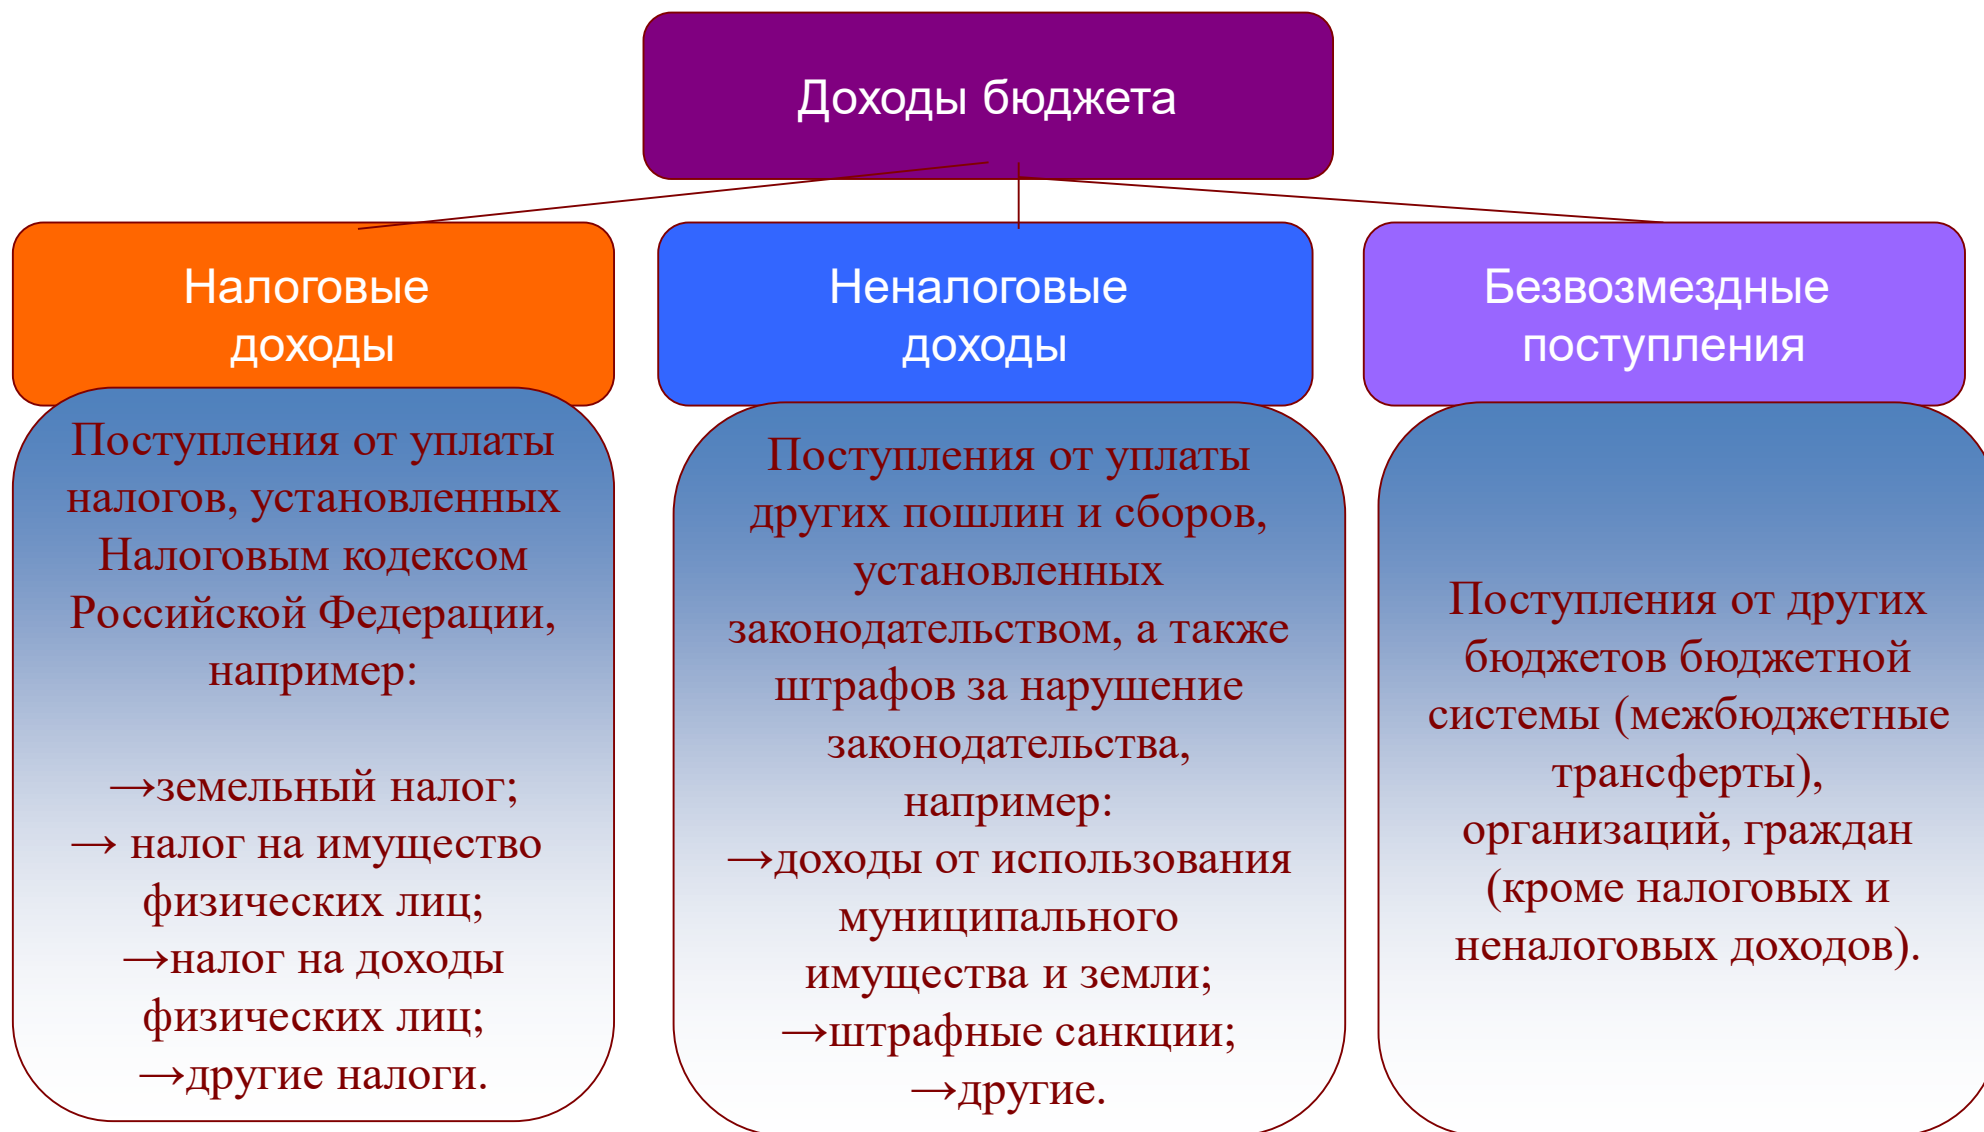 Доходы бюджета
Налоговые
доходы
Поступления от уплаты
налогов, установленных
Налоговым кодексом
Российской Федерации,
например:
→земельный налог;
→ налог на имущество
физических лиц;
→налог на доходы
физических лиц;
→другие налоги.
Неналоговые
доходы
Поступления от уплаты
других пошлин и сборов,
установленных
законодательством, а также
штрафов за нарушение
законодательства,
например:
→доходы от использования
муниципального
имущества и земли;
→штрафные санкции;
→другие.
Безвозмездные
поступления
Поступления от других
бюджетов бюджетной
системы (межбюджетные
трансферты),
организаций, граждан
(кроме налоговых и
неналоговых доходов).